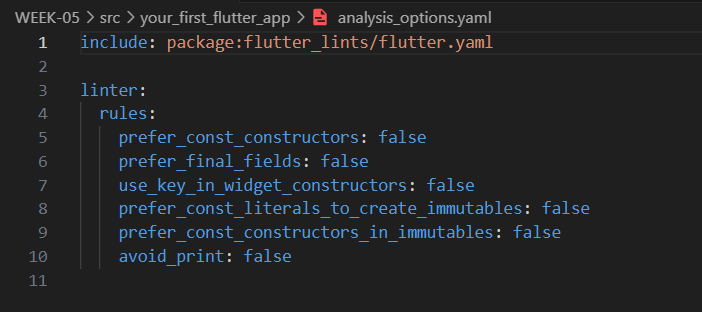 WEEK-05 > src > your_first_flutter_app > analysis_options.yaml
1 include: package:flutter_lints/flutter.yaml
2
3 linter:
4   rules:
5     prefer_const_constructors: false
6     prefer_final_fields: false
7     use_key_in_widget_constructors: false
8     prefer_const_literals_to_create_immutables: false
9     prefer_const_constructors_in_immutables: false
10     avoid_print: false
11